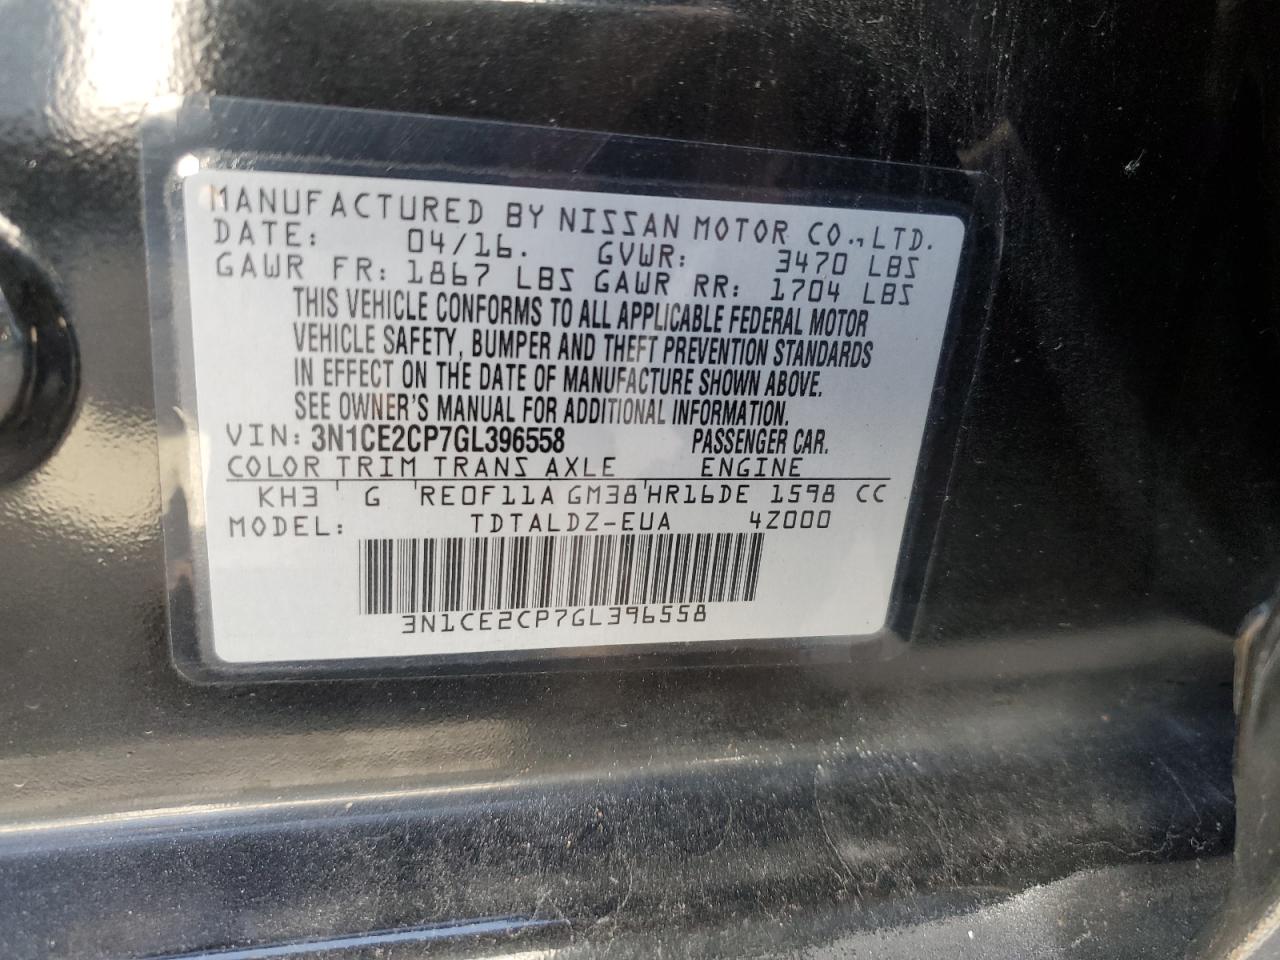 MANUFACTURED BY NISSAN MOTOR CO., LTD.
DATE: 04/16. GVWR: 3470 LBS
GAWR FR: 1867 LBS GAWR RR: 1704 LBS
THIS VEHICLE CONFORMS TO ALL APPLICABLE FEDERAL MOTOR
VEHICLE SAFETY, BUMPER AND THEFT PREVENTION STANDARDS
IN EFFECT ON THE DATE OF MANUFACTURE SHOWN ABOVE.
SEE OWNER'S MANUAL FOR ADDITIONAL INFORMATION.
VIN: 3N1CE2CP7GL396558 PASSENGER CAR.
COLOR TRIM TRANS AXLE ENGINE
KH3 G RE0F11A GM38 HR16DE 1598 CC
MODEL: TDTALDZ-EUA 4Z000
3N1CE2CP7GL396558